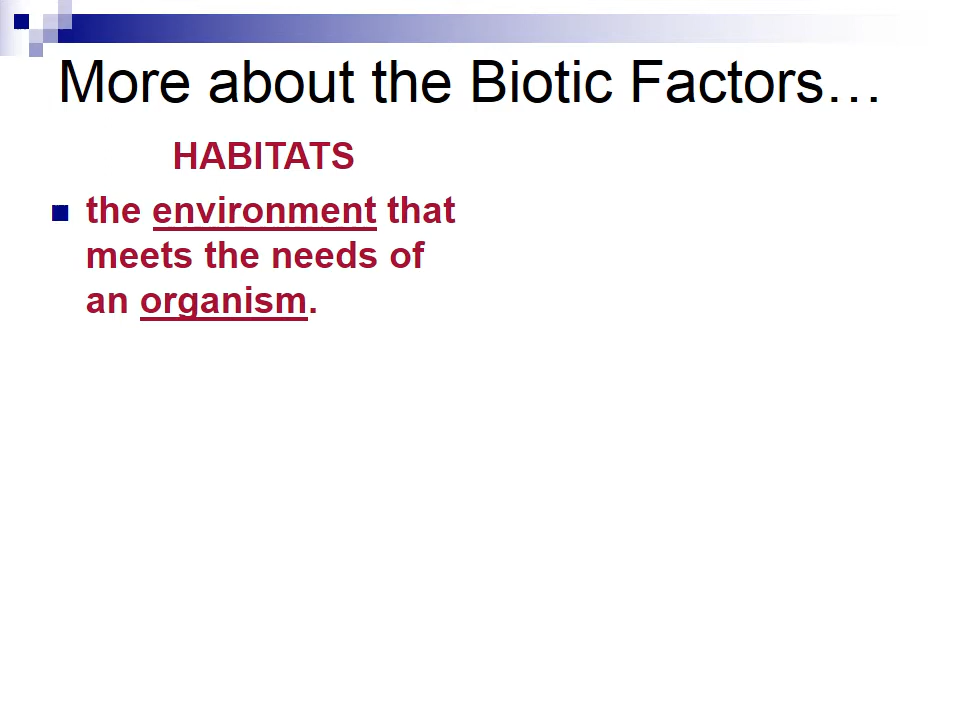 More about the Biotic Factors…
HABITATS
the environment that
meets the needs of
an organism.